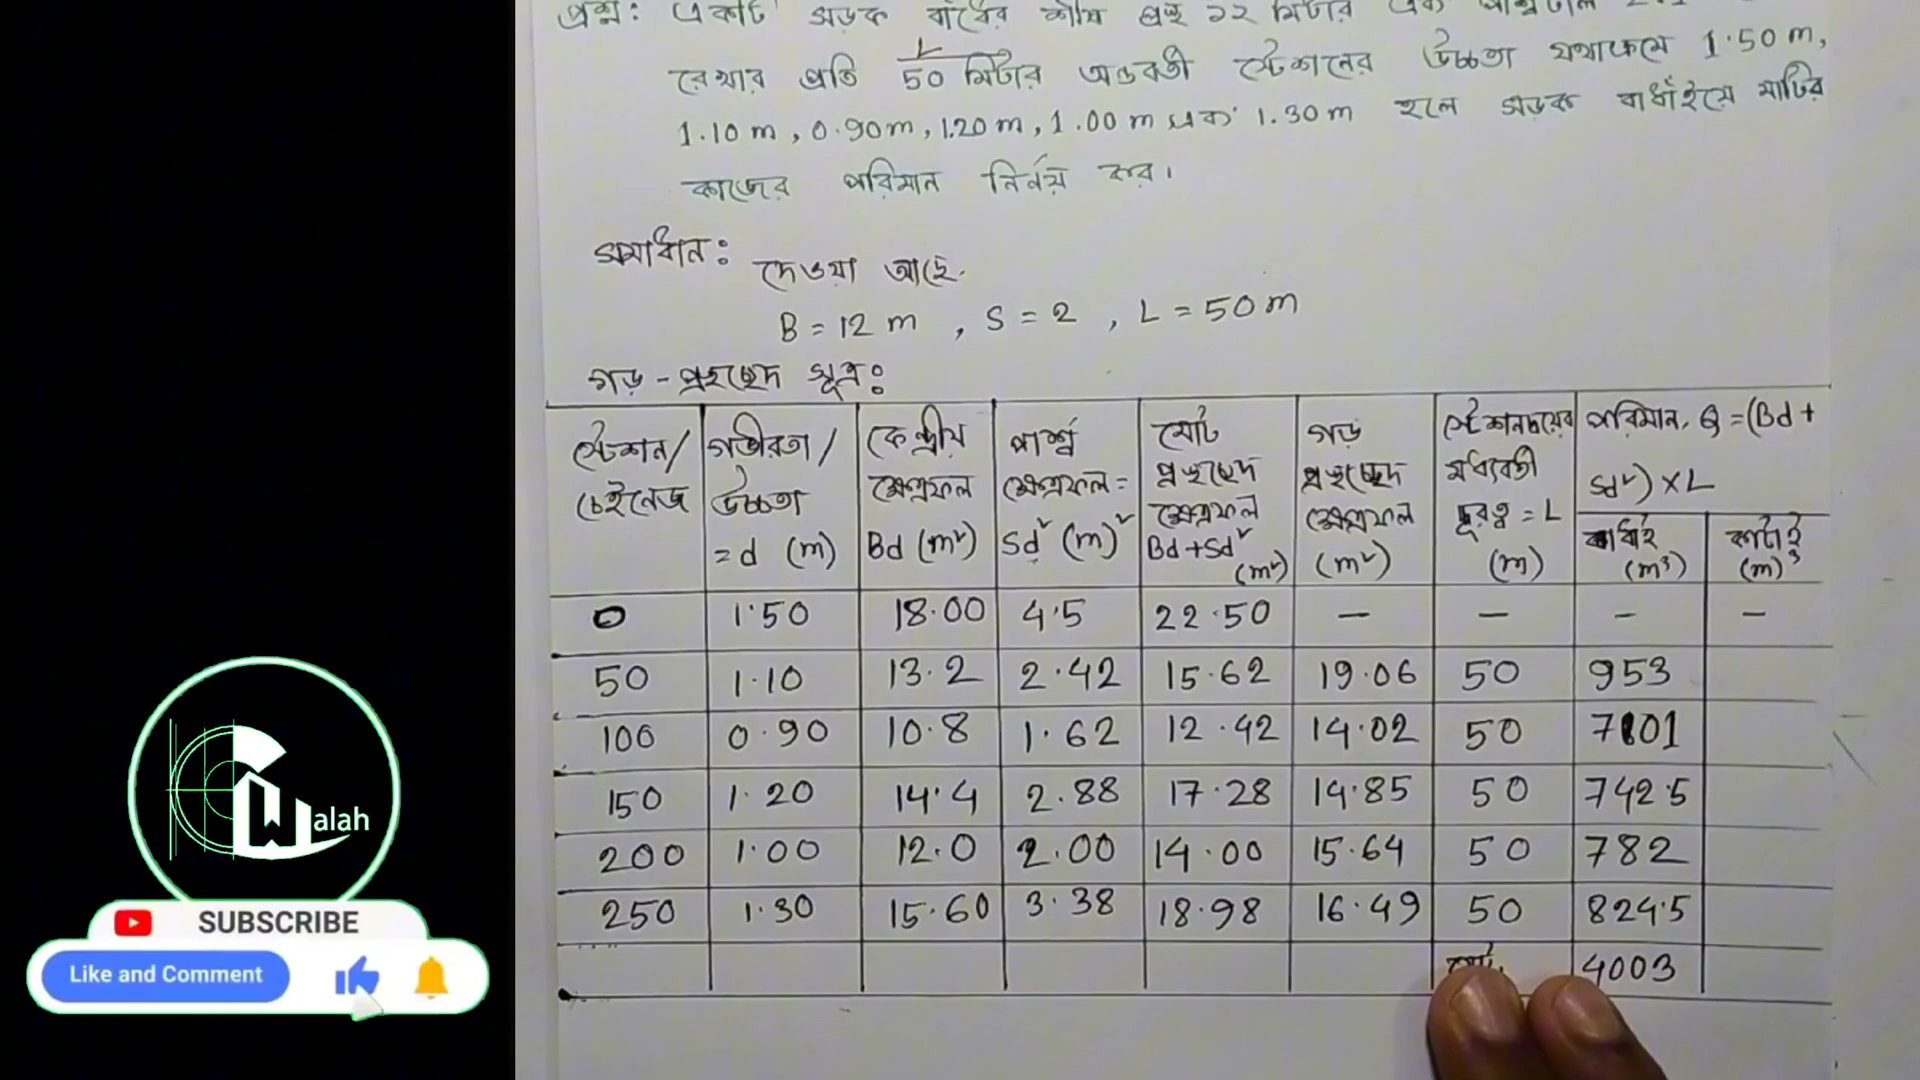 প্রশ্ন: একটি সড়ক বাঁধের শীর্ষ প্রস্থ ১২ মিটার এবং পার্শ্বঢাল
রেখার প্রতি 50 মিটার অন্তবর্তী স্টেশনের উচ্চতা যথাক্রমে 1.50 m,
L
1.10 m, 0.90m, 1.20 m, 1.00 m এবং 1.30 m হলে সড়ক বাধাঁইয়ে মাটির
কাজের পরিমান নির্নয় কর।
সমাধান: দেওয়া আছে.
B = 12 m , S = 2 , L = 50 m
গড় - প্রস্থচ্ছেদ সূত্র:
স্টেশন/ চেইনেজ | গভীরতা/ উচ্চতা = d (m) | কেন্দ্রীয় ক্ষেত্রফল Bd (m²) | পার্শ্ব ক্ষেত্রফল = Sd² (m)² | মোট প্রস্থচ্ছেদ ক্ষেত্রফল Bd + Sd² (m²) | গড় প্রস্থচ্ছেদ ক্ষেত্রফল (m²) | স্টেশনদ্বয়ের মধ্যবর্তী দূরত্ব = L (m) | পরিমান, Q = (Bd + Sd²) × L
বাধাঁই (m³) | কাটাই (m)³
0 | 1.50 | 18.00 | 4.5 | 22.50 | — | — | — | —
50 | 1.10 | 13.2 | 2.42 | 15.62 | 19.06 | 50 | 953
100 | 0.90 | 10.8 | 1.62 | 12.42 | 14.02 | 50 | 701
150 | 1.20 | 14.4 | 2.88 | 17.28 | 14.85 | 50 | 742.5
200 | 1.00 | 12.0 | 2.00 | 14.00 | 15.64 | 50 | 782
250 | 1.30 | 15.60 | 3.38 | 18.98 | 16.49 | 50 | 824.5
4003
alah
SUBSCRIBE
Like and Comment